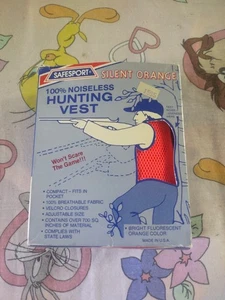 SAFESPORT
SILENT ORANGE
100% NOISELESS
HUNTING
VEST
Won't Scare
The Game!!!
• COMPACT - FITS IN
POCKET
• 100% BREATHABLE FABRIC
• VELCRO CLOSURES
• ADJUSTABLE SIZE
• CONTAINS OVER 700 SQ.
INCHES OF MATERIAL
• COMPLIES WITH
STATE LAWS
• BRIGHT FLUORESCENT
ORANGE COLOR
MADE IN U.S.A.